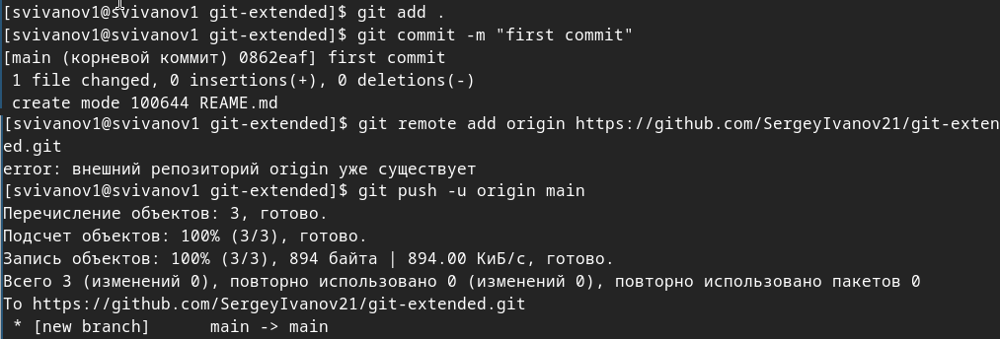 [svivanov1@svivanov1 git-extended]$ git add .
[svivanov1@svivanov1 git-extended]$ git commit -m "first commit"
[main (корневой коммит) 0862eaf] first commit
 1 file changed, 0 insertions(+), 0 deletions(-)
 create mode 100644 REAME.md
[svivanov1@svivanov1 git-extended]$ git remote add origin https://github.com/SergeyIvanov21/git-exten
ed.git
error: внешний репозиторий origin уже существует
[svivanov1@svivanov1 git-extended]$ git push -u origin main
Перечисление объектов: 3, готово.
Подсчет объектов: 100% (3/3), готово.
Запись объектов: 100% (3/3), 894 байта | 894.00 КиБ/с, готово.
Всего 3 (изменений 0), повторно использовано 0 (изменений 0), повторно использовано пакетов 0
To https://github.com/SergeyIvanov21/git-extended.git
 * [new branch]      main -> main